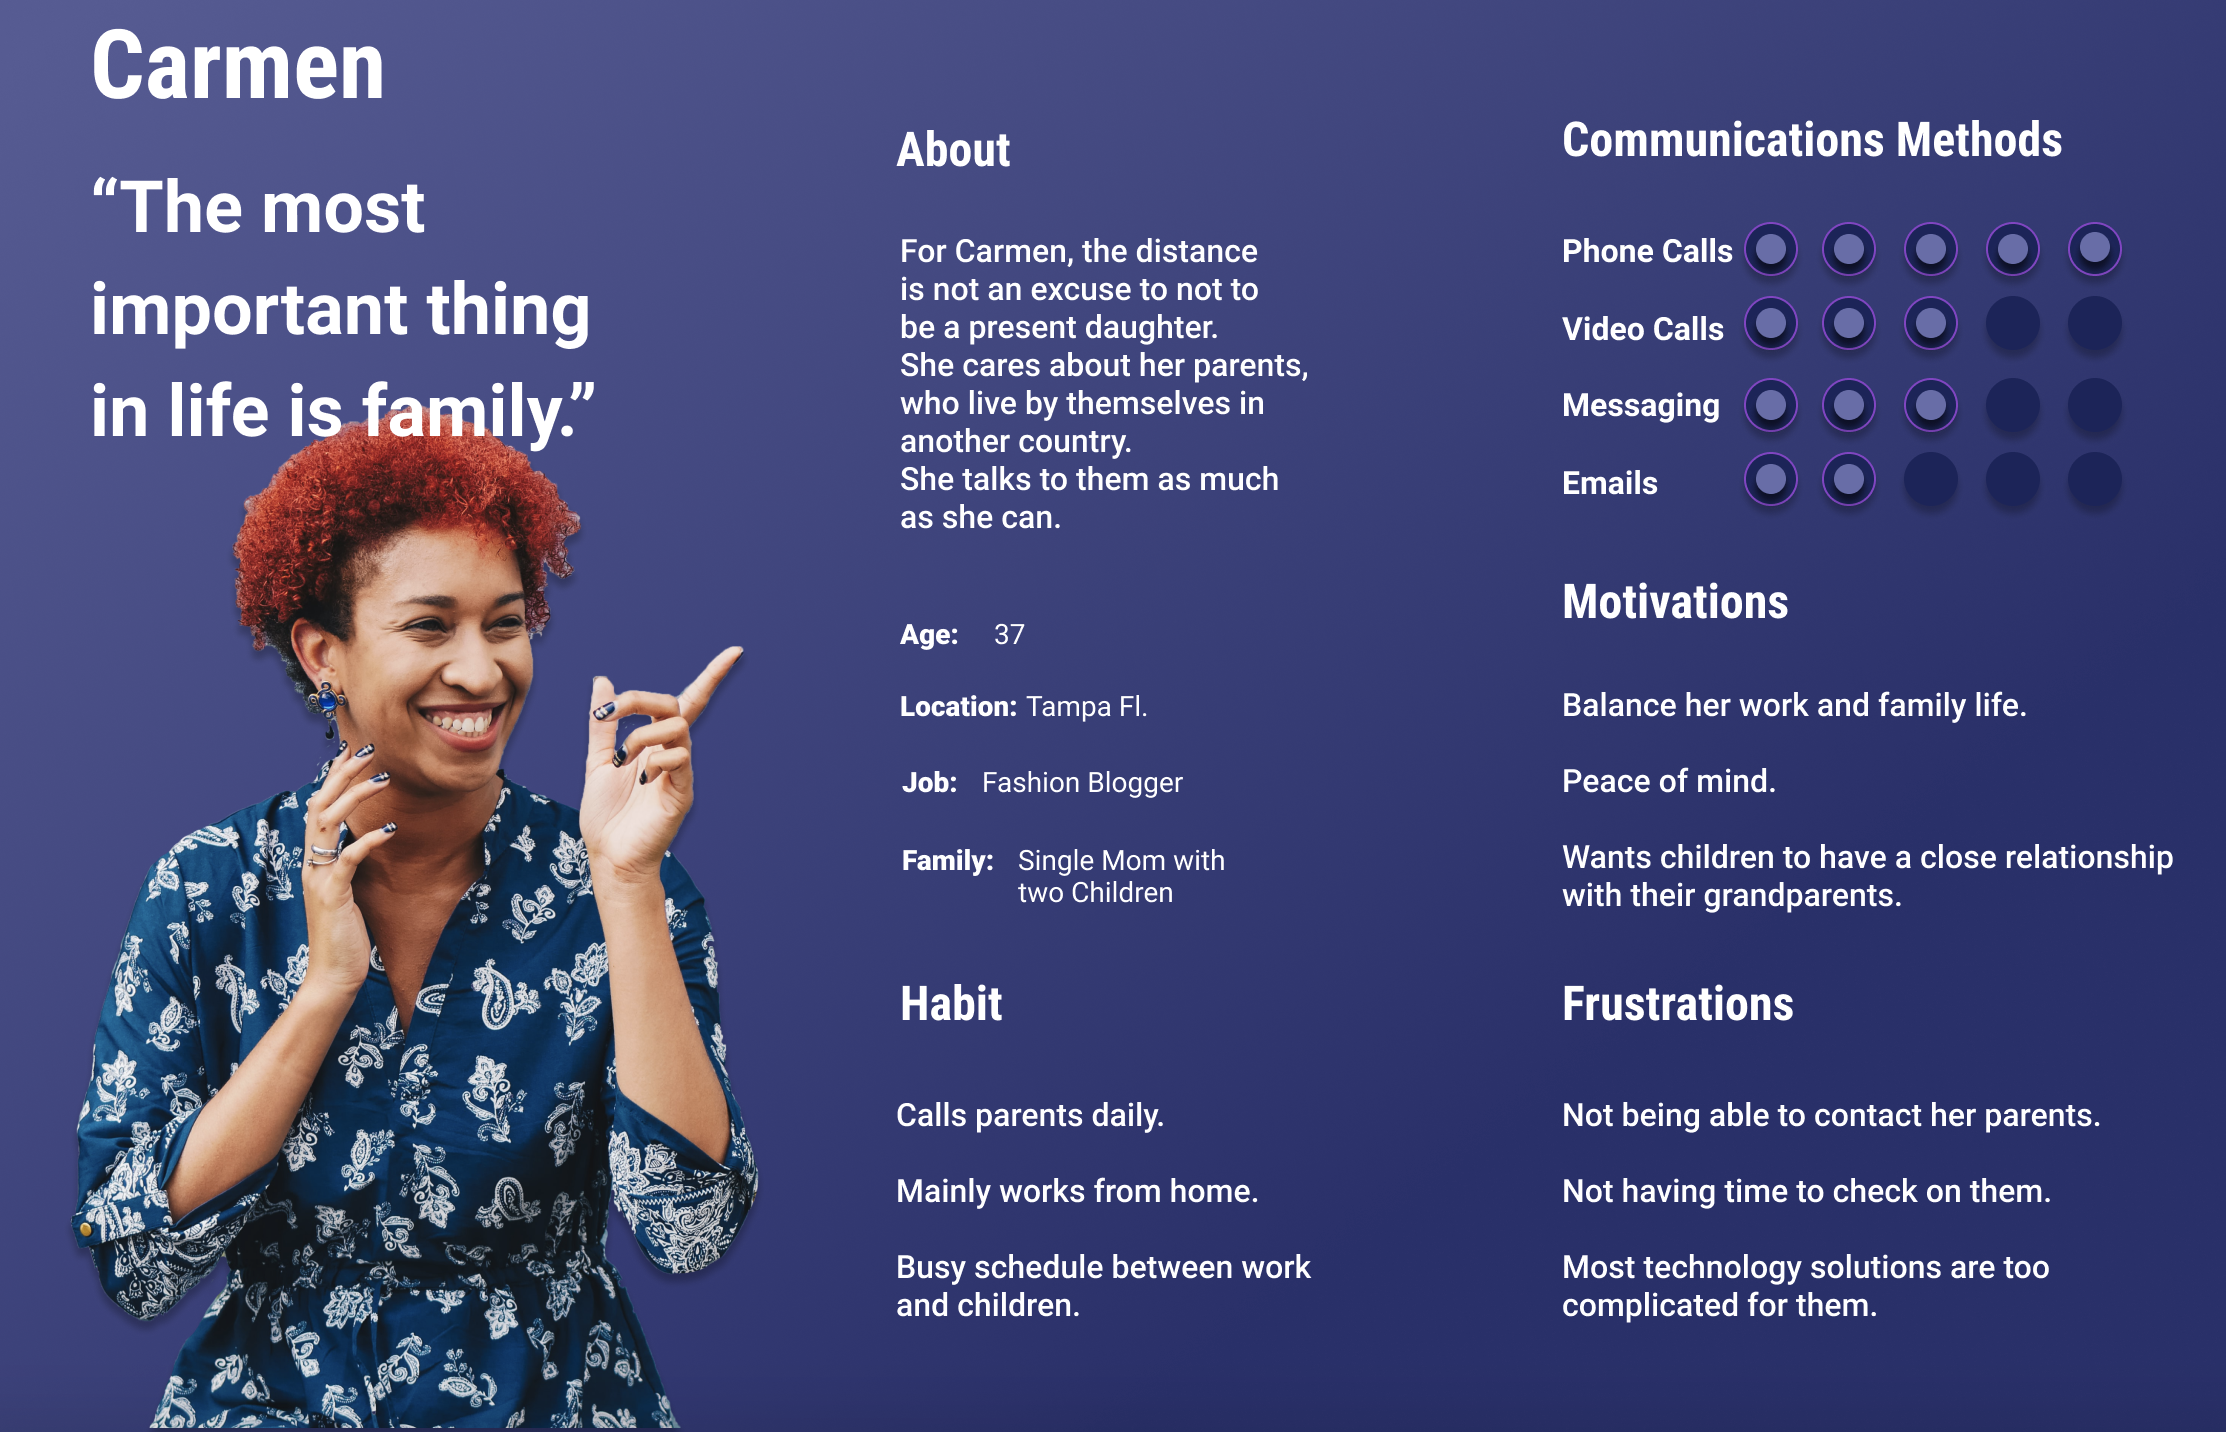 Carmen
“The most
important thing
in life is family.”
About
For Carmen, the distance
is not an excuse to not to
be a present daughter.
She cares about her parents,
who live by themselves in
another country.
She talks to them as much
as she can.
Age: 37
Location: Tampa Fl.
Job: Fashion Blogger
Family: Single Mom with
two Children
Habit
Calls parents daily.
Mainly works from home.
Busy schedule between work
and children.
Communications Methods
Phone Calls
Video Calls
Messaging
Emails
Motivations
Balance her work and family life.
Peace of mind.
Wants children to have a close relationship
with their grandparents.
Frustrations
Not being able to contact her parents.
Not having time to check on them.
Most technology solutions are too
complicated for them.